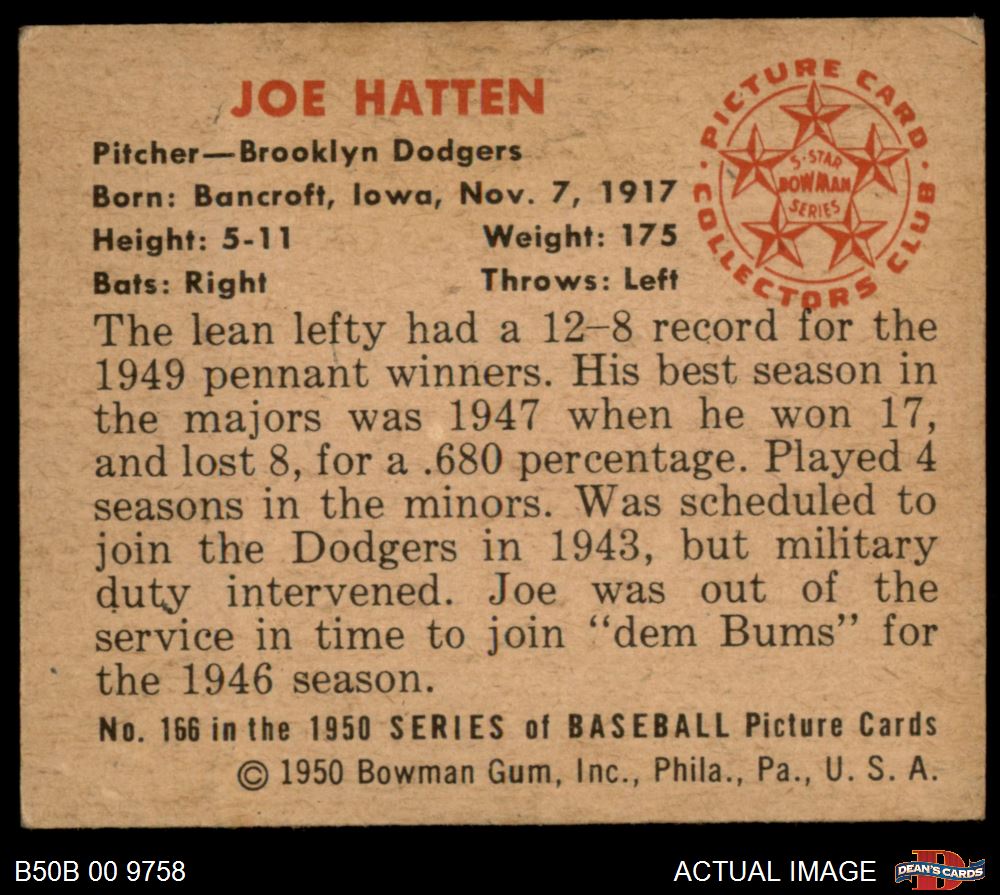 JOE HATTEN
Pitcher—Brooklyn Dodgers
Born: Bancroft, Iowa, Nov. 7, 1917
Height: 5-11 Weight: 175
Bats: Right Throws: Left
PICTURE CARD
COLLECTORS CLUB
5-STAR
BOWMAN
SERIES
The lean lefty had a 12–8 record for the
1949 pennant winners. His best season in
the majors was 1947 when he won 17,
and lost 8, for a .680 percentage. Played 4
seasons in the minors. Was scheduled to
join the Dodgers in 1943, but military
duty intervened. Joe was out of the
service in time to join “dem Bums” for
the 1946 season.
No. 166 in the 1950 SERIES of BASEBALL Picture Cards
© 1950 Bowman Gum, Inc., Phila., Pa., U. S. A.
B50B 00 9758
ACTUAL IMAGE
D
DEAN'S CARDS